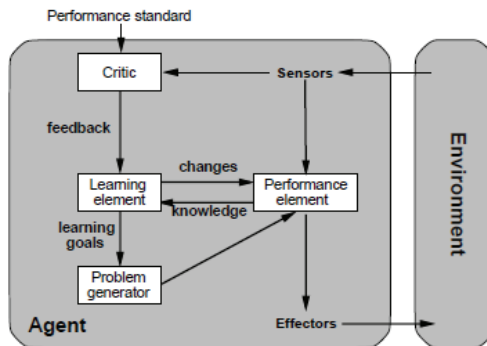 Performance standard
Critic
Sensors
feedback
changes
Learning
element
Performance
element
knowledge
learning
goals
Problem
generator
Agent
Effectors
Environment